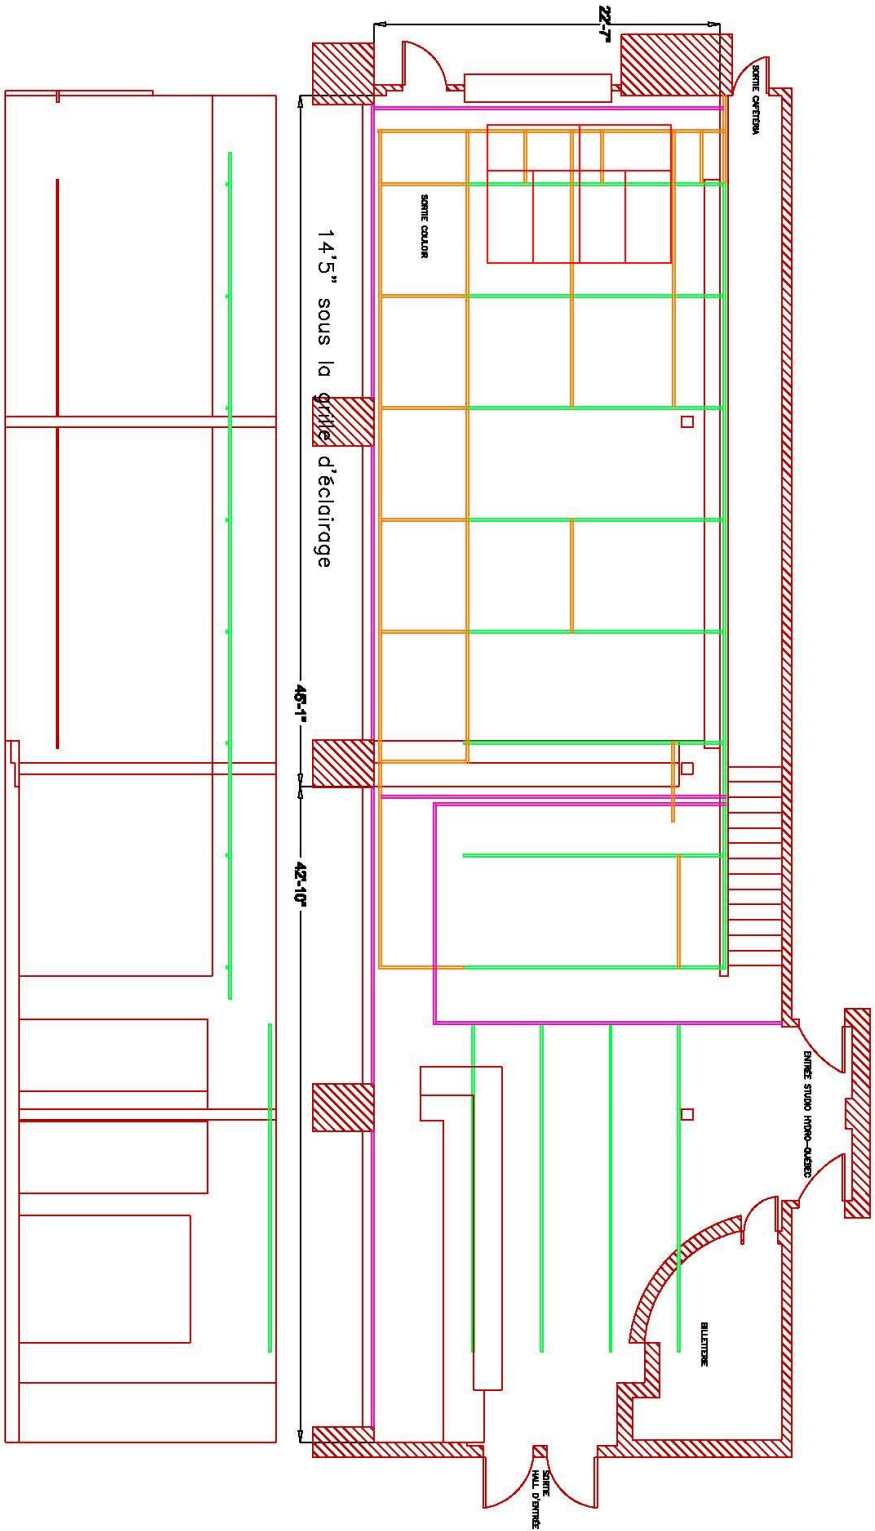 22'-7"
SORTIE CAFÉTÉRIA
SORTIE COULOIR
14'5" sous la grille d'éclairage
45'-1"
42'-10"
ENTRÉE STUDIO HYDRO-QUÉBEC
BILLETTERIE
SORTIE
HALL D'ENTRÉE